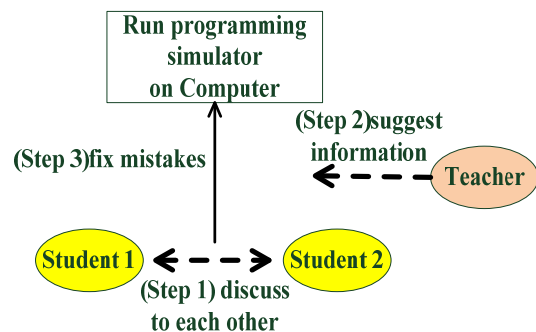 Run programming
simulator
on Computer
(Step 2)suggest
information
(Step 3)fix mistakes
Teacher
Student 1
Student 2
(Step 1) discuss
to each other